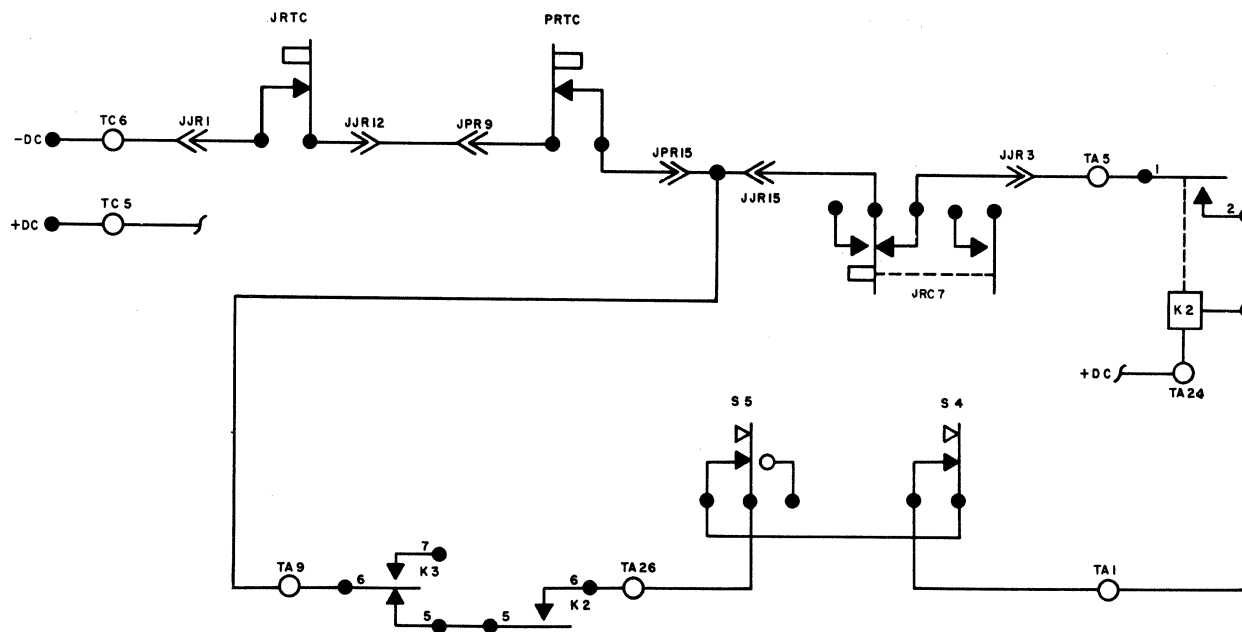 JRTC
PRTC
-DC
TC6
JJR1
JJR12
JPR9
JPR15
JJR15
JJR3
TA5
1
2
+DC
TC5
JRC7
K2
+DC
TA24
S5
S4
TA9
6
7
K3
5
5
6
K2
TA26
TA1